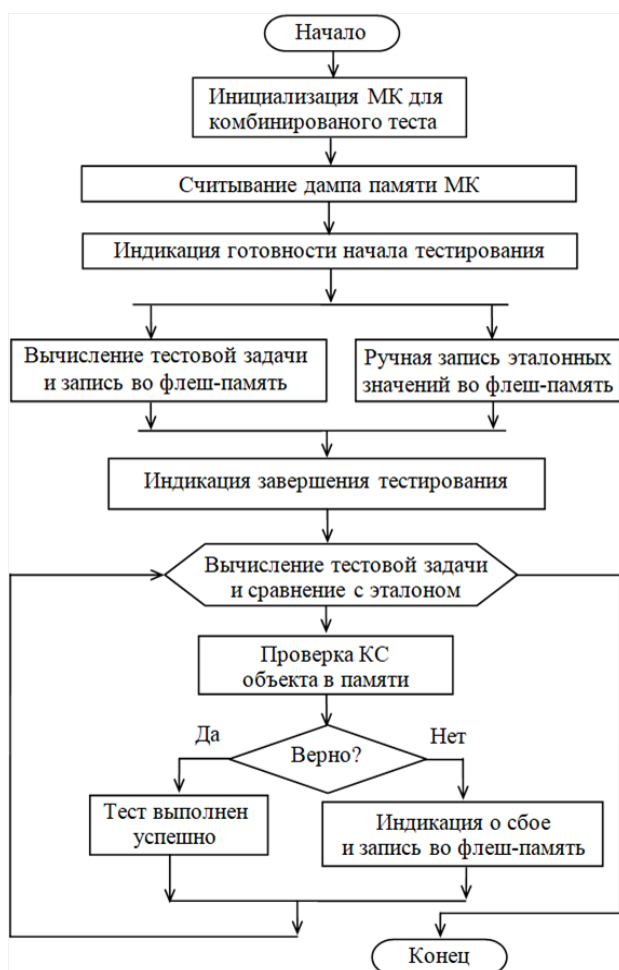 Начало
Инициализация МК для
комбинированого теста
Считывание дампа памяти МК
Индикация готовности начала тестирования
Вычисление тестовой задачи
и запись во флеш-память
Ручная запись эталонных
значений во флеш-память
Индикация завершения тестирования
Вычисление тестовой задачи
и сравнение с эталоном
Проверка КС
объекта в памяти
Да
Верно?
Нет
Тест выполнен
успешно
Индикация о сбое
и запись во флеш-память
Конец